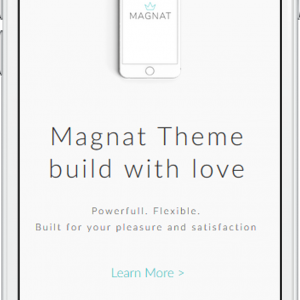 MAGNAT
Magnat Theme
build with love
Powerfull. Flexible.
Built for your pleasure and satisfaction
Learn More >